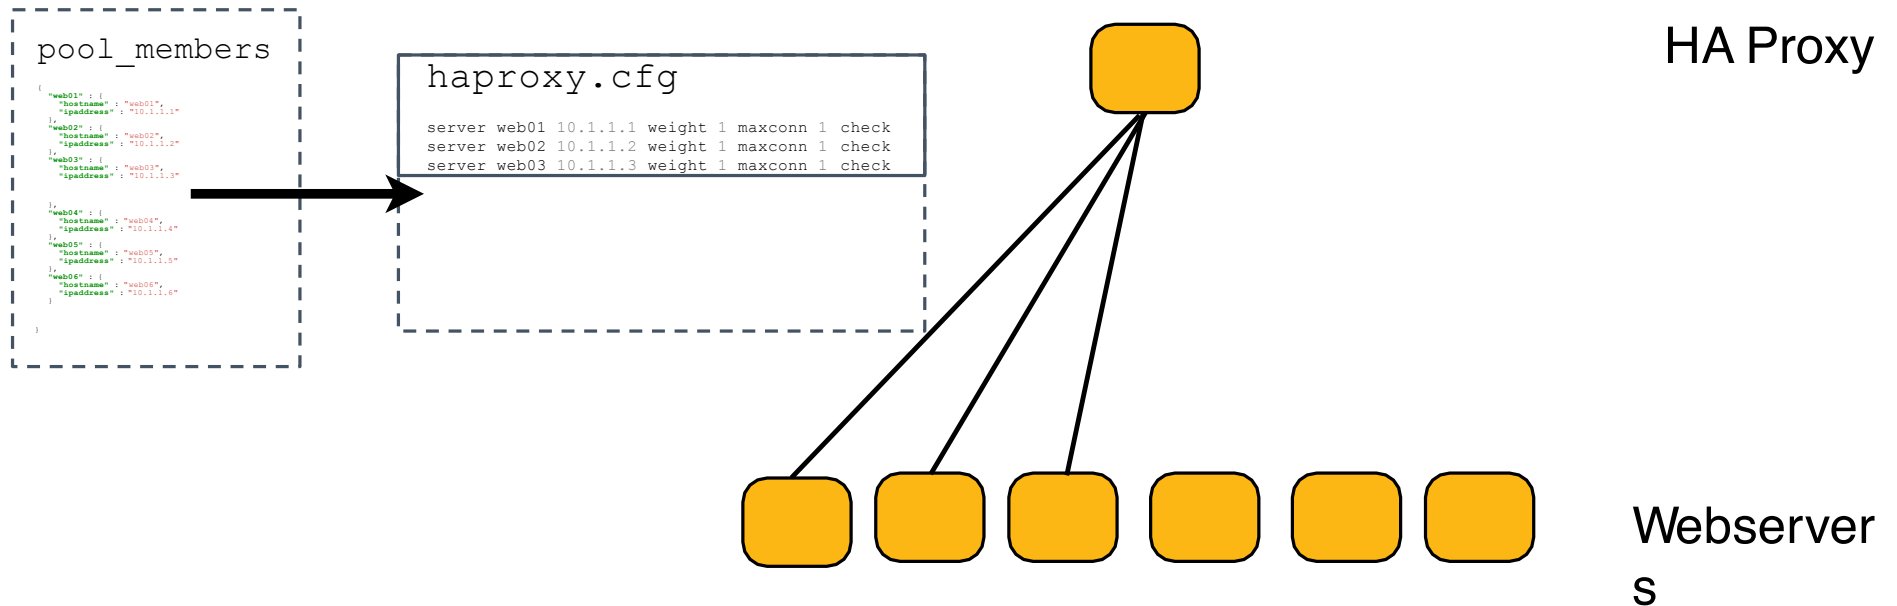 pool_members
{
"web01" : {
"hostname" : "web01",
"ipaddress" : "10.1.1.1"
},
"web02" : {
"hostname" : "web02",
"ipaddress" : "10.1.1.2"
},
"web03" : {
"hostname" : "web03",
"ipaddress" : "10.1.1.3"
},
"web04" : {
"hostname" : "web04",
"ipaddress" : "10.1.1.4"
},
"web05" : {
"hostname" : "web05",
"ipaddress" : "10.1.1.5"
},
"web06" : {
"hostname" : "web06",
"ipaddress" : "10.1.1.6"
}
}
haproxy.cfg
server web01 10.1.1.1 weight 1 maxconn 1 check
server web02 10.1.1.2 weight 1 maxconn 1 check
server web03 10.1.1.3 weight 1 maxconn 1 check
HA Proxy
Webserver
s